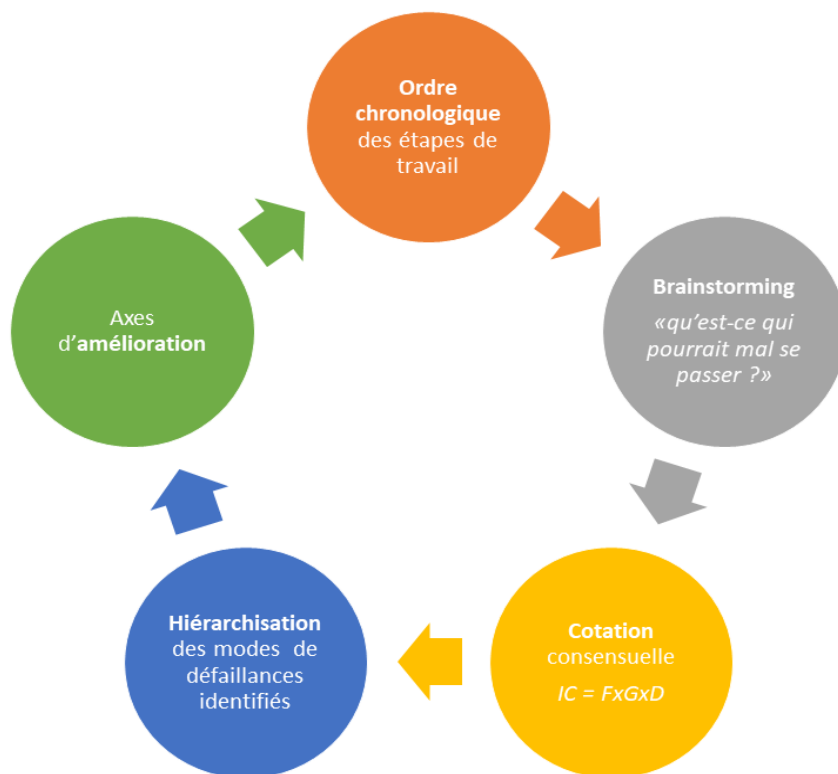 Ordre
chronologique
des étapes de
travail
Brainstorming
«qu’est-ce qui
pourrait mal se
passer ?»
Cotation
consensuelle
IC = FxGxD
Hiérarchisation
des modes de
défaillances
identifiés
Axes
d’amélioration